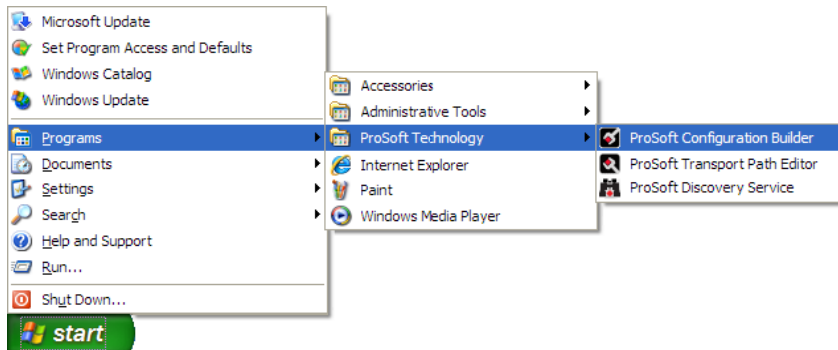 Microsoft Update
Set Program Access and Defaults
Windows Catalog
Windows Update
Programs
Documents
Settings
Search
Help and Support
Run...
Shut Down...
start
Accessories
Administrative Tools
ProSoft Technology
Internet Explorer
Paint
Windows Media Player
ProSoft Configuration Builder
ProSoft Transport Path Editor
ProSoft Discovery Service